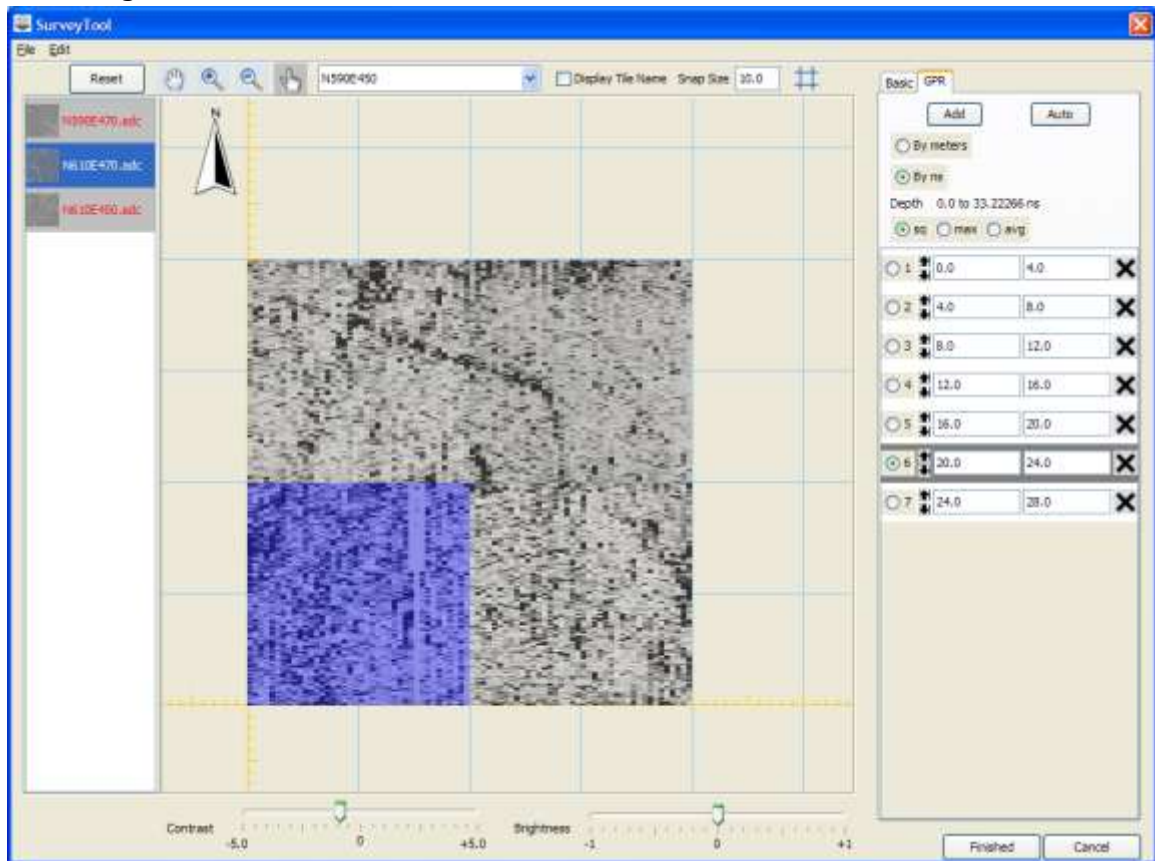 SurveyTool
File Edit
Reset N590E450 Display Tile Name Snap Size 10.0
N590E470.adc
N610E470.adc
N610E450.adc
N
Basic GPR
Add Auto
By meters
By ns
Depth 0.0 to 33.22266 ns
sq max avg
1 0.0 4.0
2 4.0 8.0
3 8.0 12.0
4 12.0 16.0
5 16.0 20.0
6 20.0 24.0
7 24.0 28.0
Contrast -5.0 0 +5.0 Brightness -1 0 +1
Finished Cancel